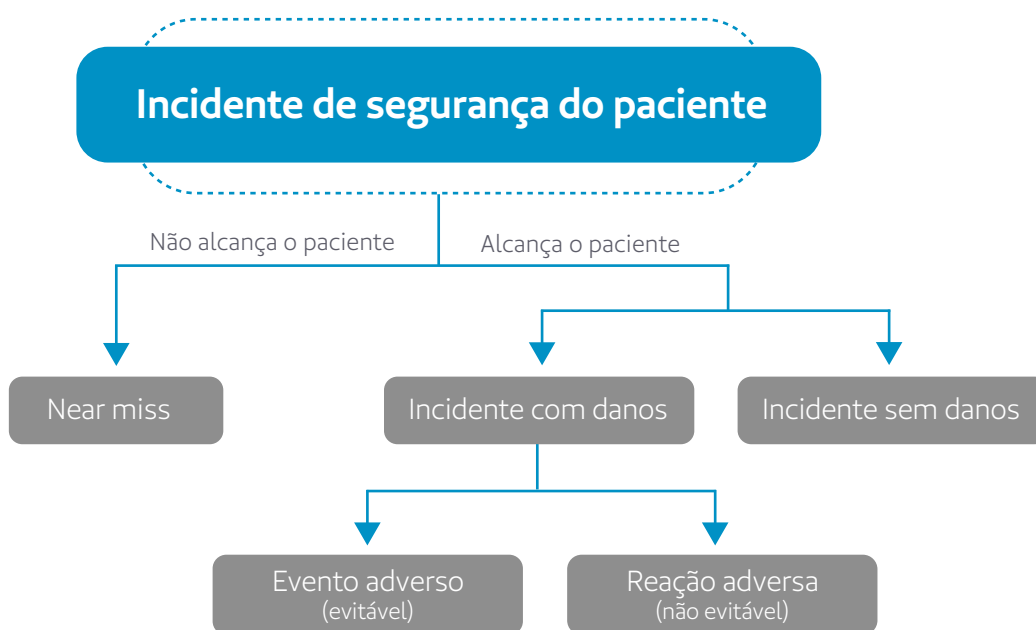 Incidente de segurança do paciente
Não alcança o paciente
Alcança o paciente
Near miss
Incidente com danos
Incidente sem danos
Evento adverso
(evitável)
Reação adversa
(não evitável)